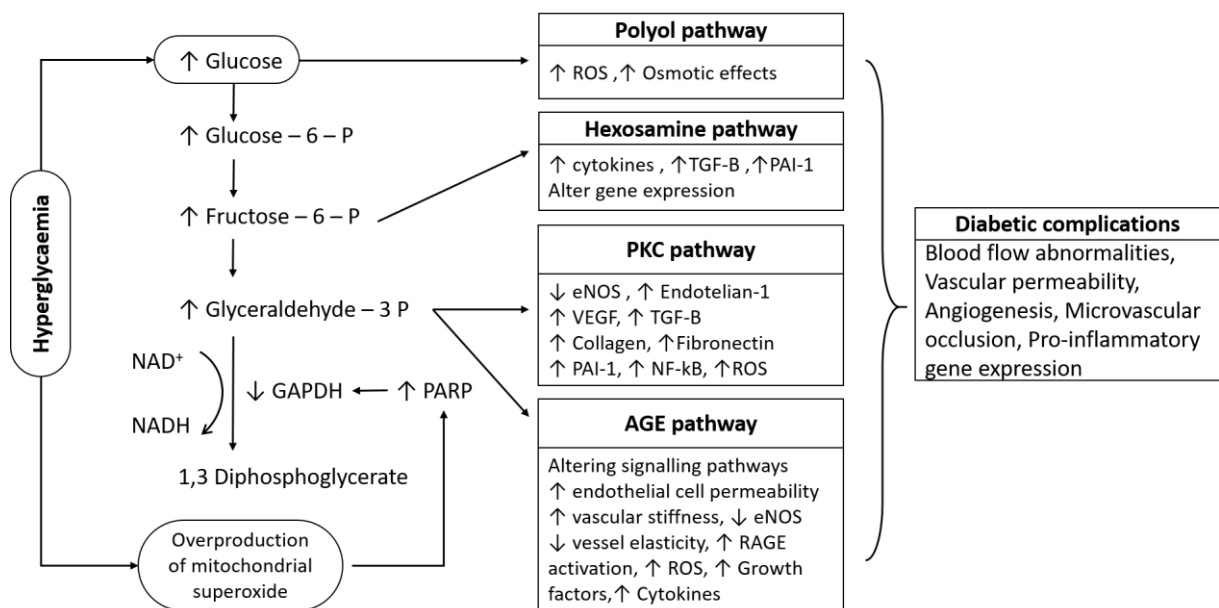 Hyperglycaemia
↑ Glucose
↑ Glucose – 6 – P
↑ Fructose – 6 – P
↑ Glyceraldehyde – 3 P
NAD⁺
NADH
↓ GAPDH
↑ PARP
1,3 Diphosphoglycerate
Overproduction
of mitochondrial
superoxide
Polyol pathway
↑ ROS , ↑ Osmotic effects
Hexosamine pathway
↑ cytokines , ↑TGF-B , ↑PAI-1
Alter gene expression
PKC pathway
↓ eNOS , ↑ Endotelian-1
↑ VEGF, ↑ TGF-B
↑ Collagen, ↑Fibronectin
↑ PAI-1, ↑ NF-kB, ↑ROS
AGE pathway
Altering signalling pathways
↑ endothelial cell permeability
↑ vascular stiffness, ↓ eNOS
↓ vessel elasticity, ↑ RAGE
activation, ↑ ROS, ↑ Growth
factors,↑ Cytokines
Diabetic complications
Blood flow abnormalities,
Vascular permeability,
Angiogenesis, Microvascular
occlusion, Pro-inflammatory
gene expression